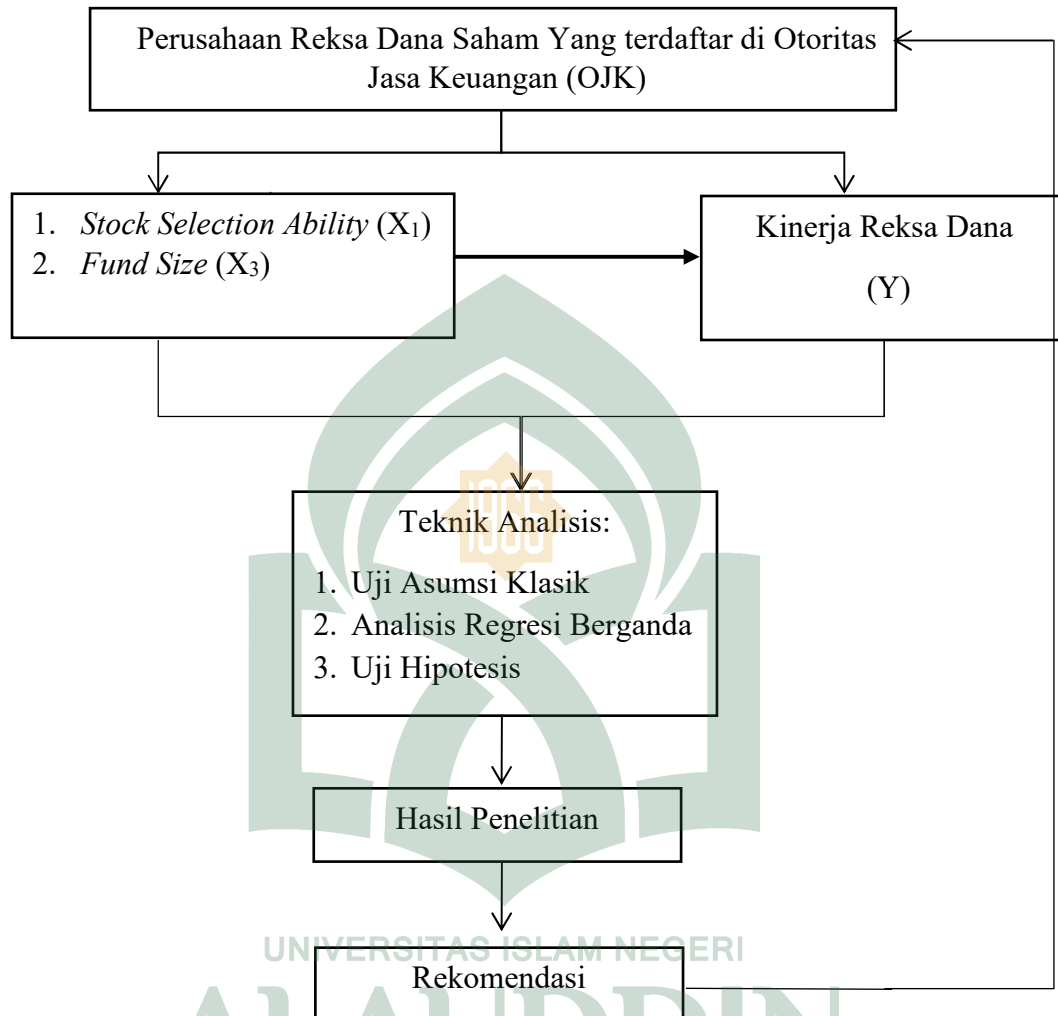 Perusahaan Reksa Dana Saham Yang terdaftar di Otoritas
Jasa Keuangan (OJK)
1. Stock Selection Ability (X₁)
2. Fund Size (X₃)
Kinerja Reksa Dana
(Y)
Teknik Analisis:
1. Uji Asumsi Klasik
2. Analisis Regresi Berganda
3. Uji Hipotesis
1965
Hasil Penelitian
UNIVERSITAS ISLAM NEGERI
Rekomendasi
ALAUDDIN